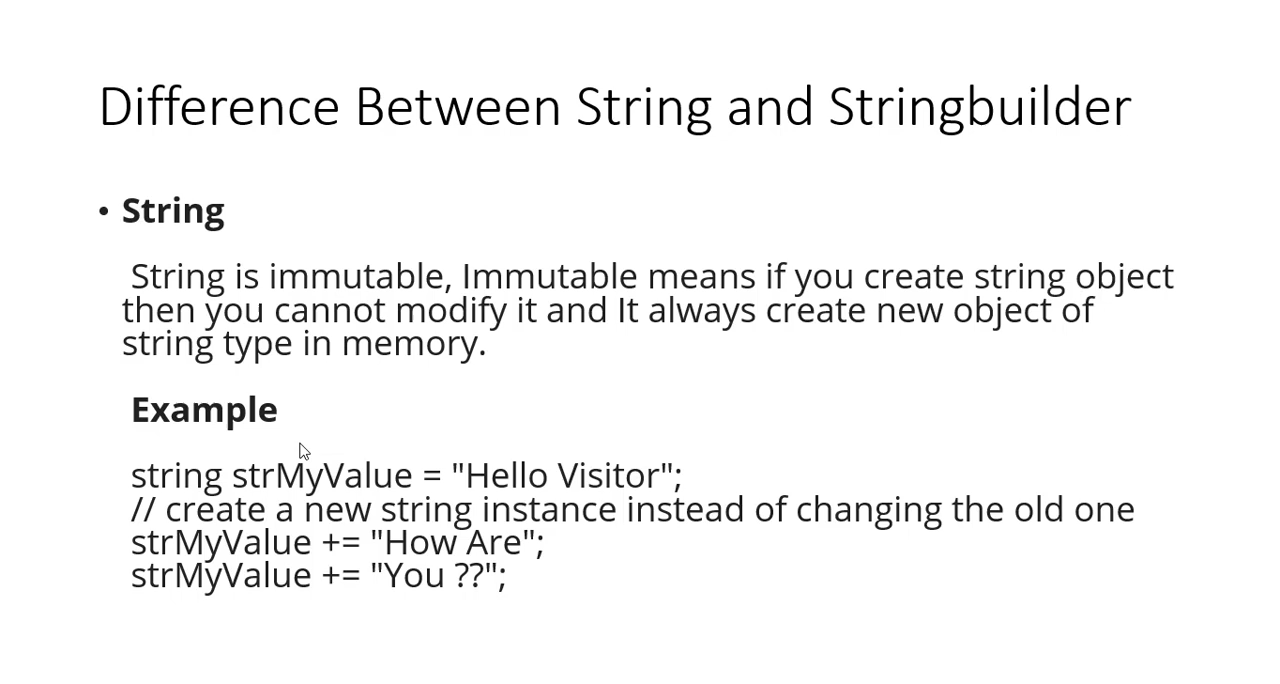 Difference Between String and Stringbuilder
• String
String is immutable, Immutable means if you create string object
then you cannot modify it and It always create new object of
string type in memory.
Example
string strMyValue = "Hello Visitor";
// create a new string instance instead of changing the old one
strMyValue += "How Are";
strMyValue += "You ??";